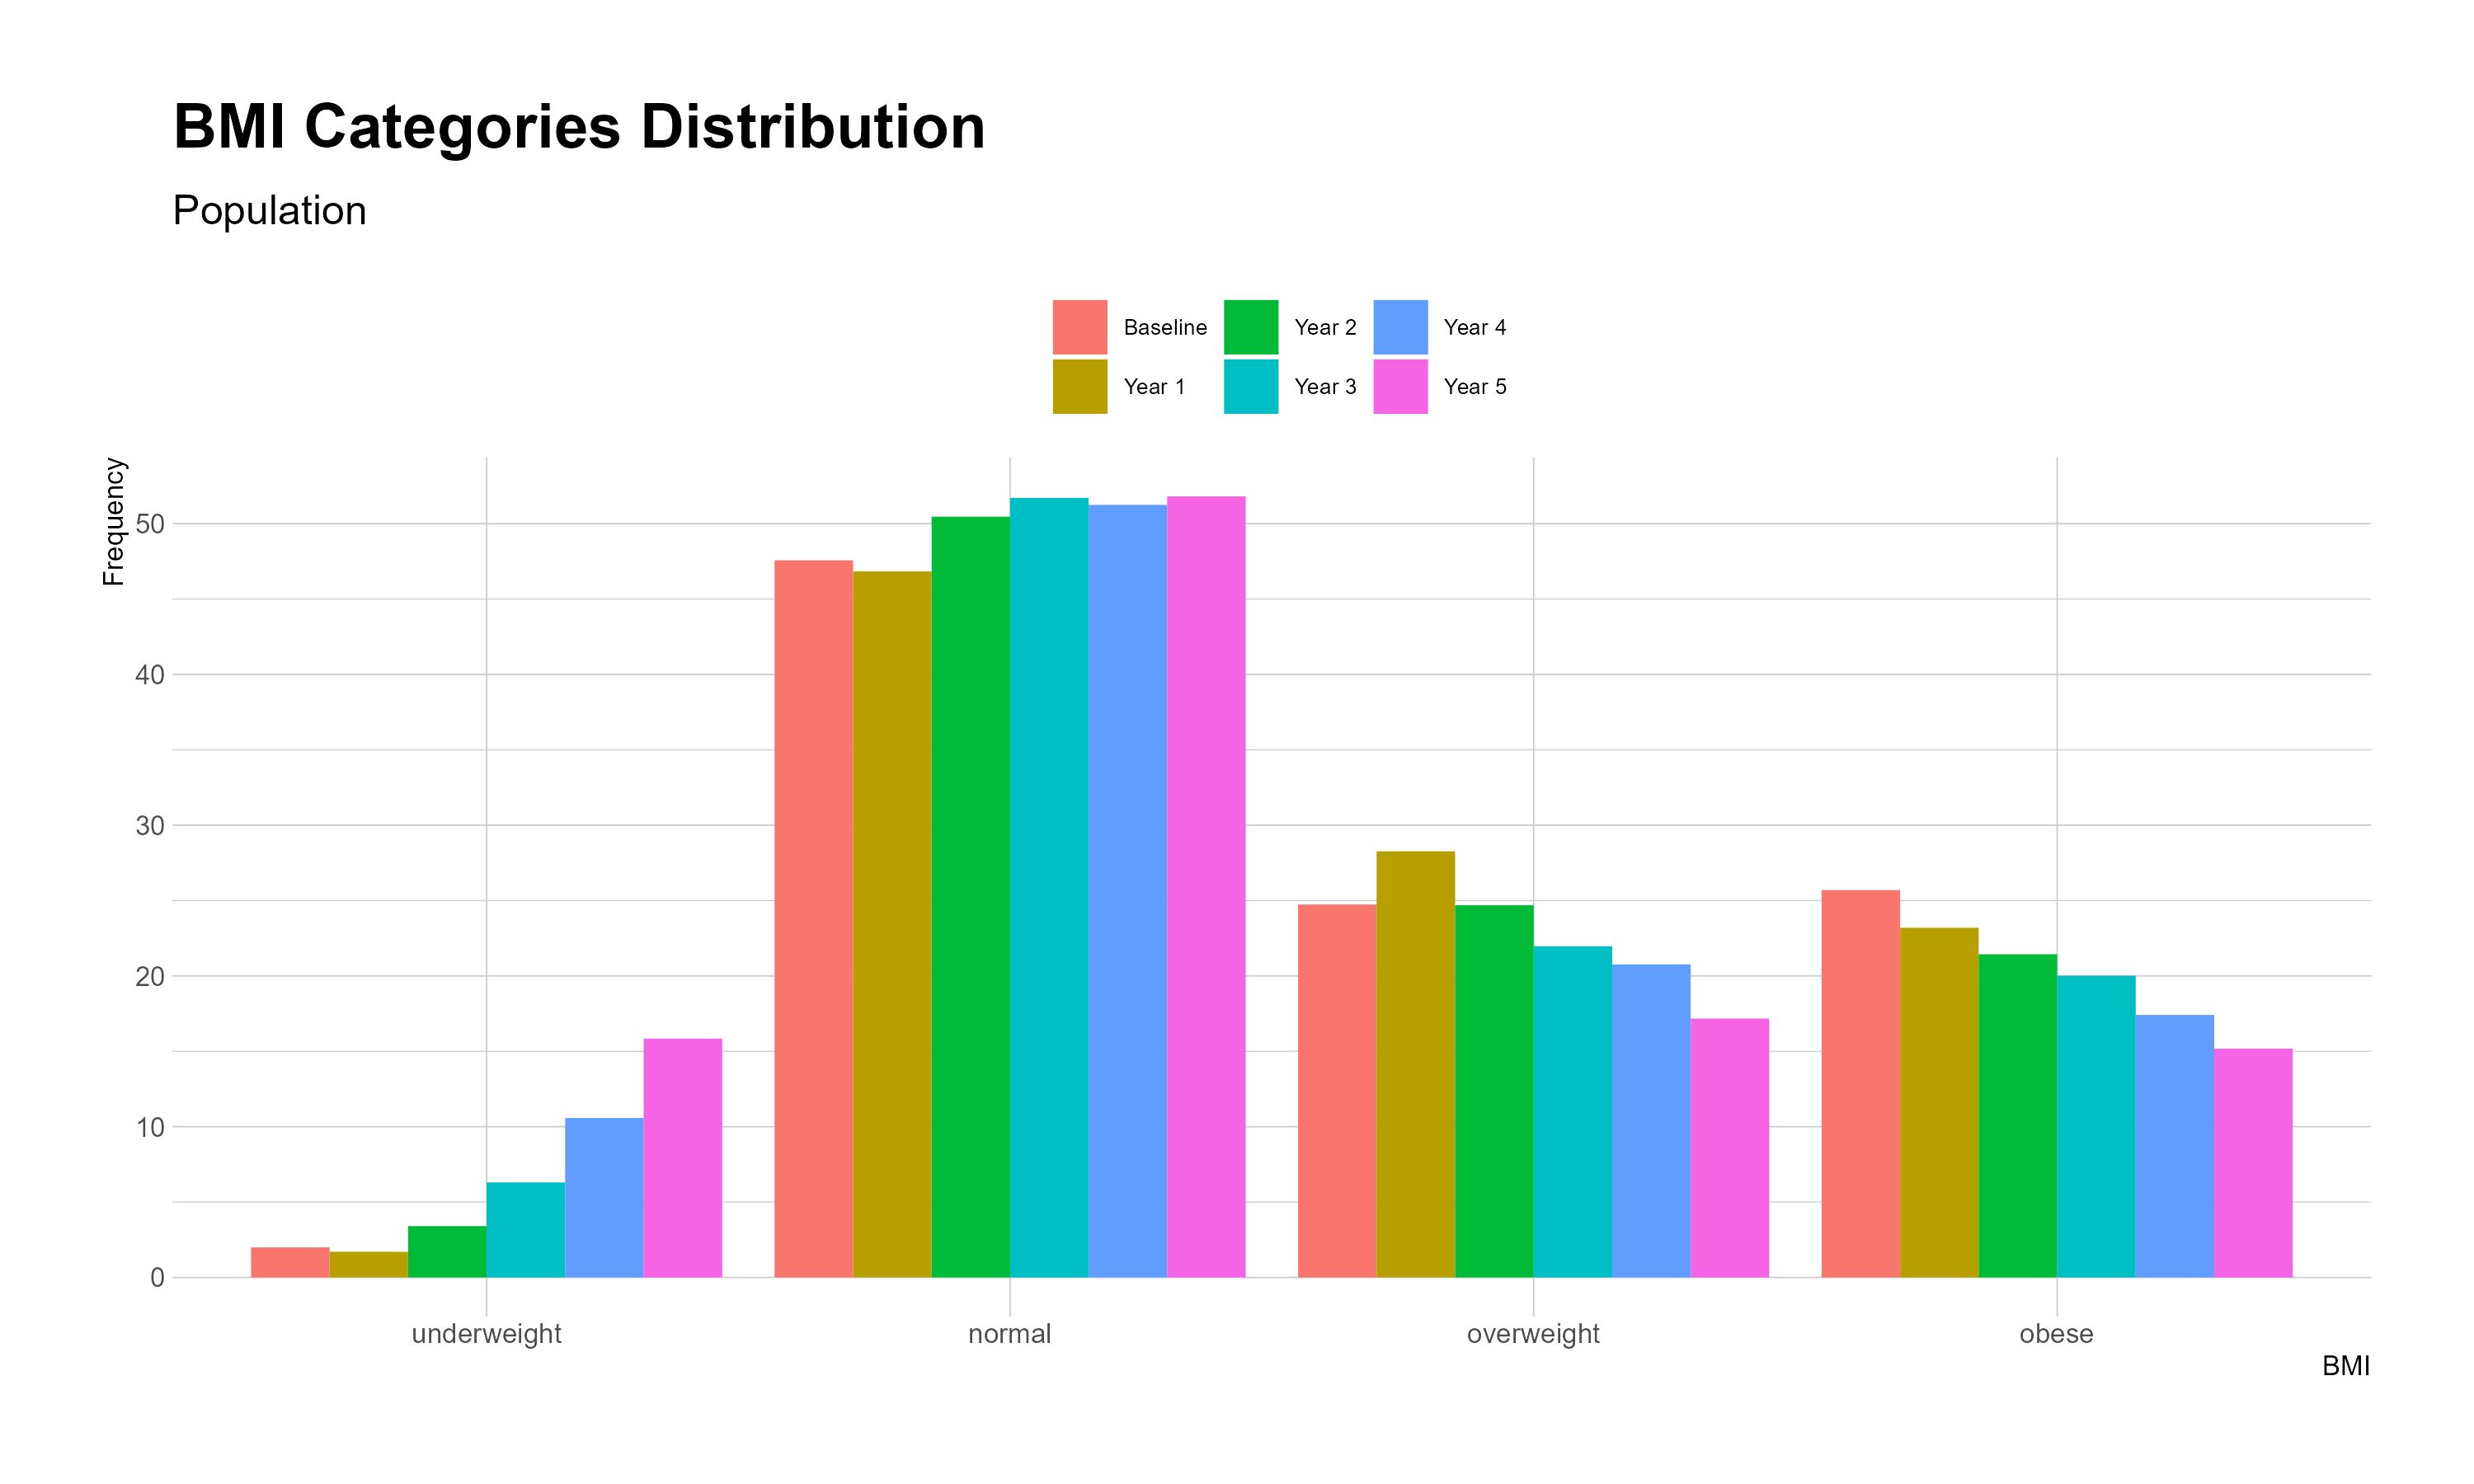 BMI Categories Distribution
Population
Baseline Year 2 Year 4
Year 1 Year 3 Year 5
Frequency
50
40
30
20
10
0
underweight normal overweight obese
BMI